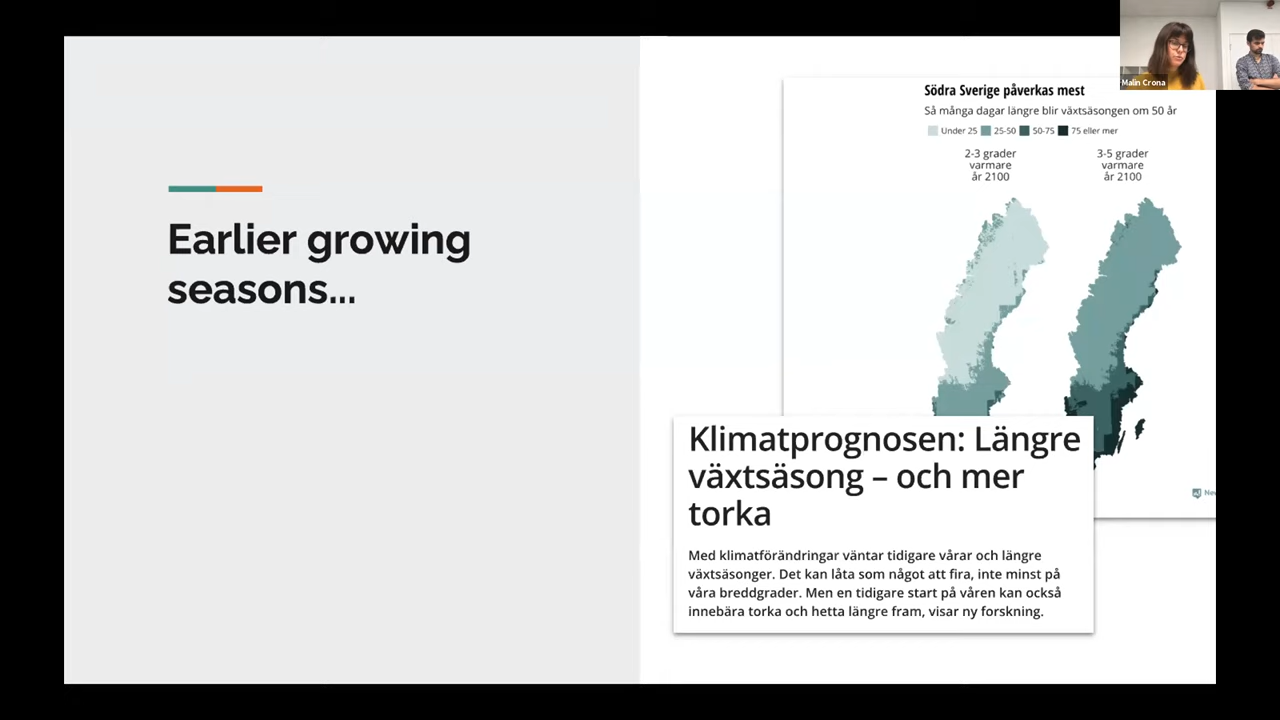 Malin Crona
Earlier growing
seasons...
Södra Sverige påverkas mest
Så många dagar längre blir växtsäsongen om 50 år
Under 25 25-50 50-75 75 eller mer
2-3 grader
varmare
år 2100
3-5 grader
varmare
år 2100
Klimatprognosen: Längre
växtsäsong – och mer
torka
Med klimatförändringar väntar tidigare vårar och längre
växtsäsonger. Det kan låta som något att fira, inte minst på
våra breddgrader. Men en tidigare start på våren kan också
innebära torka och hetta längre fram, visar ny forskning.